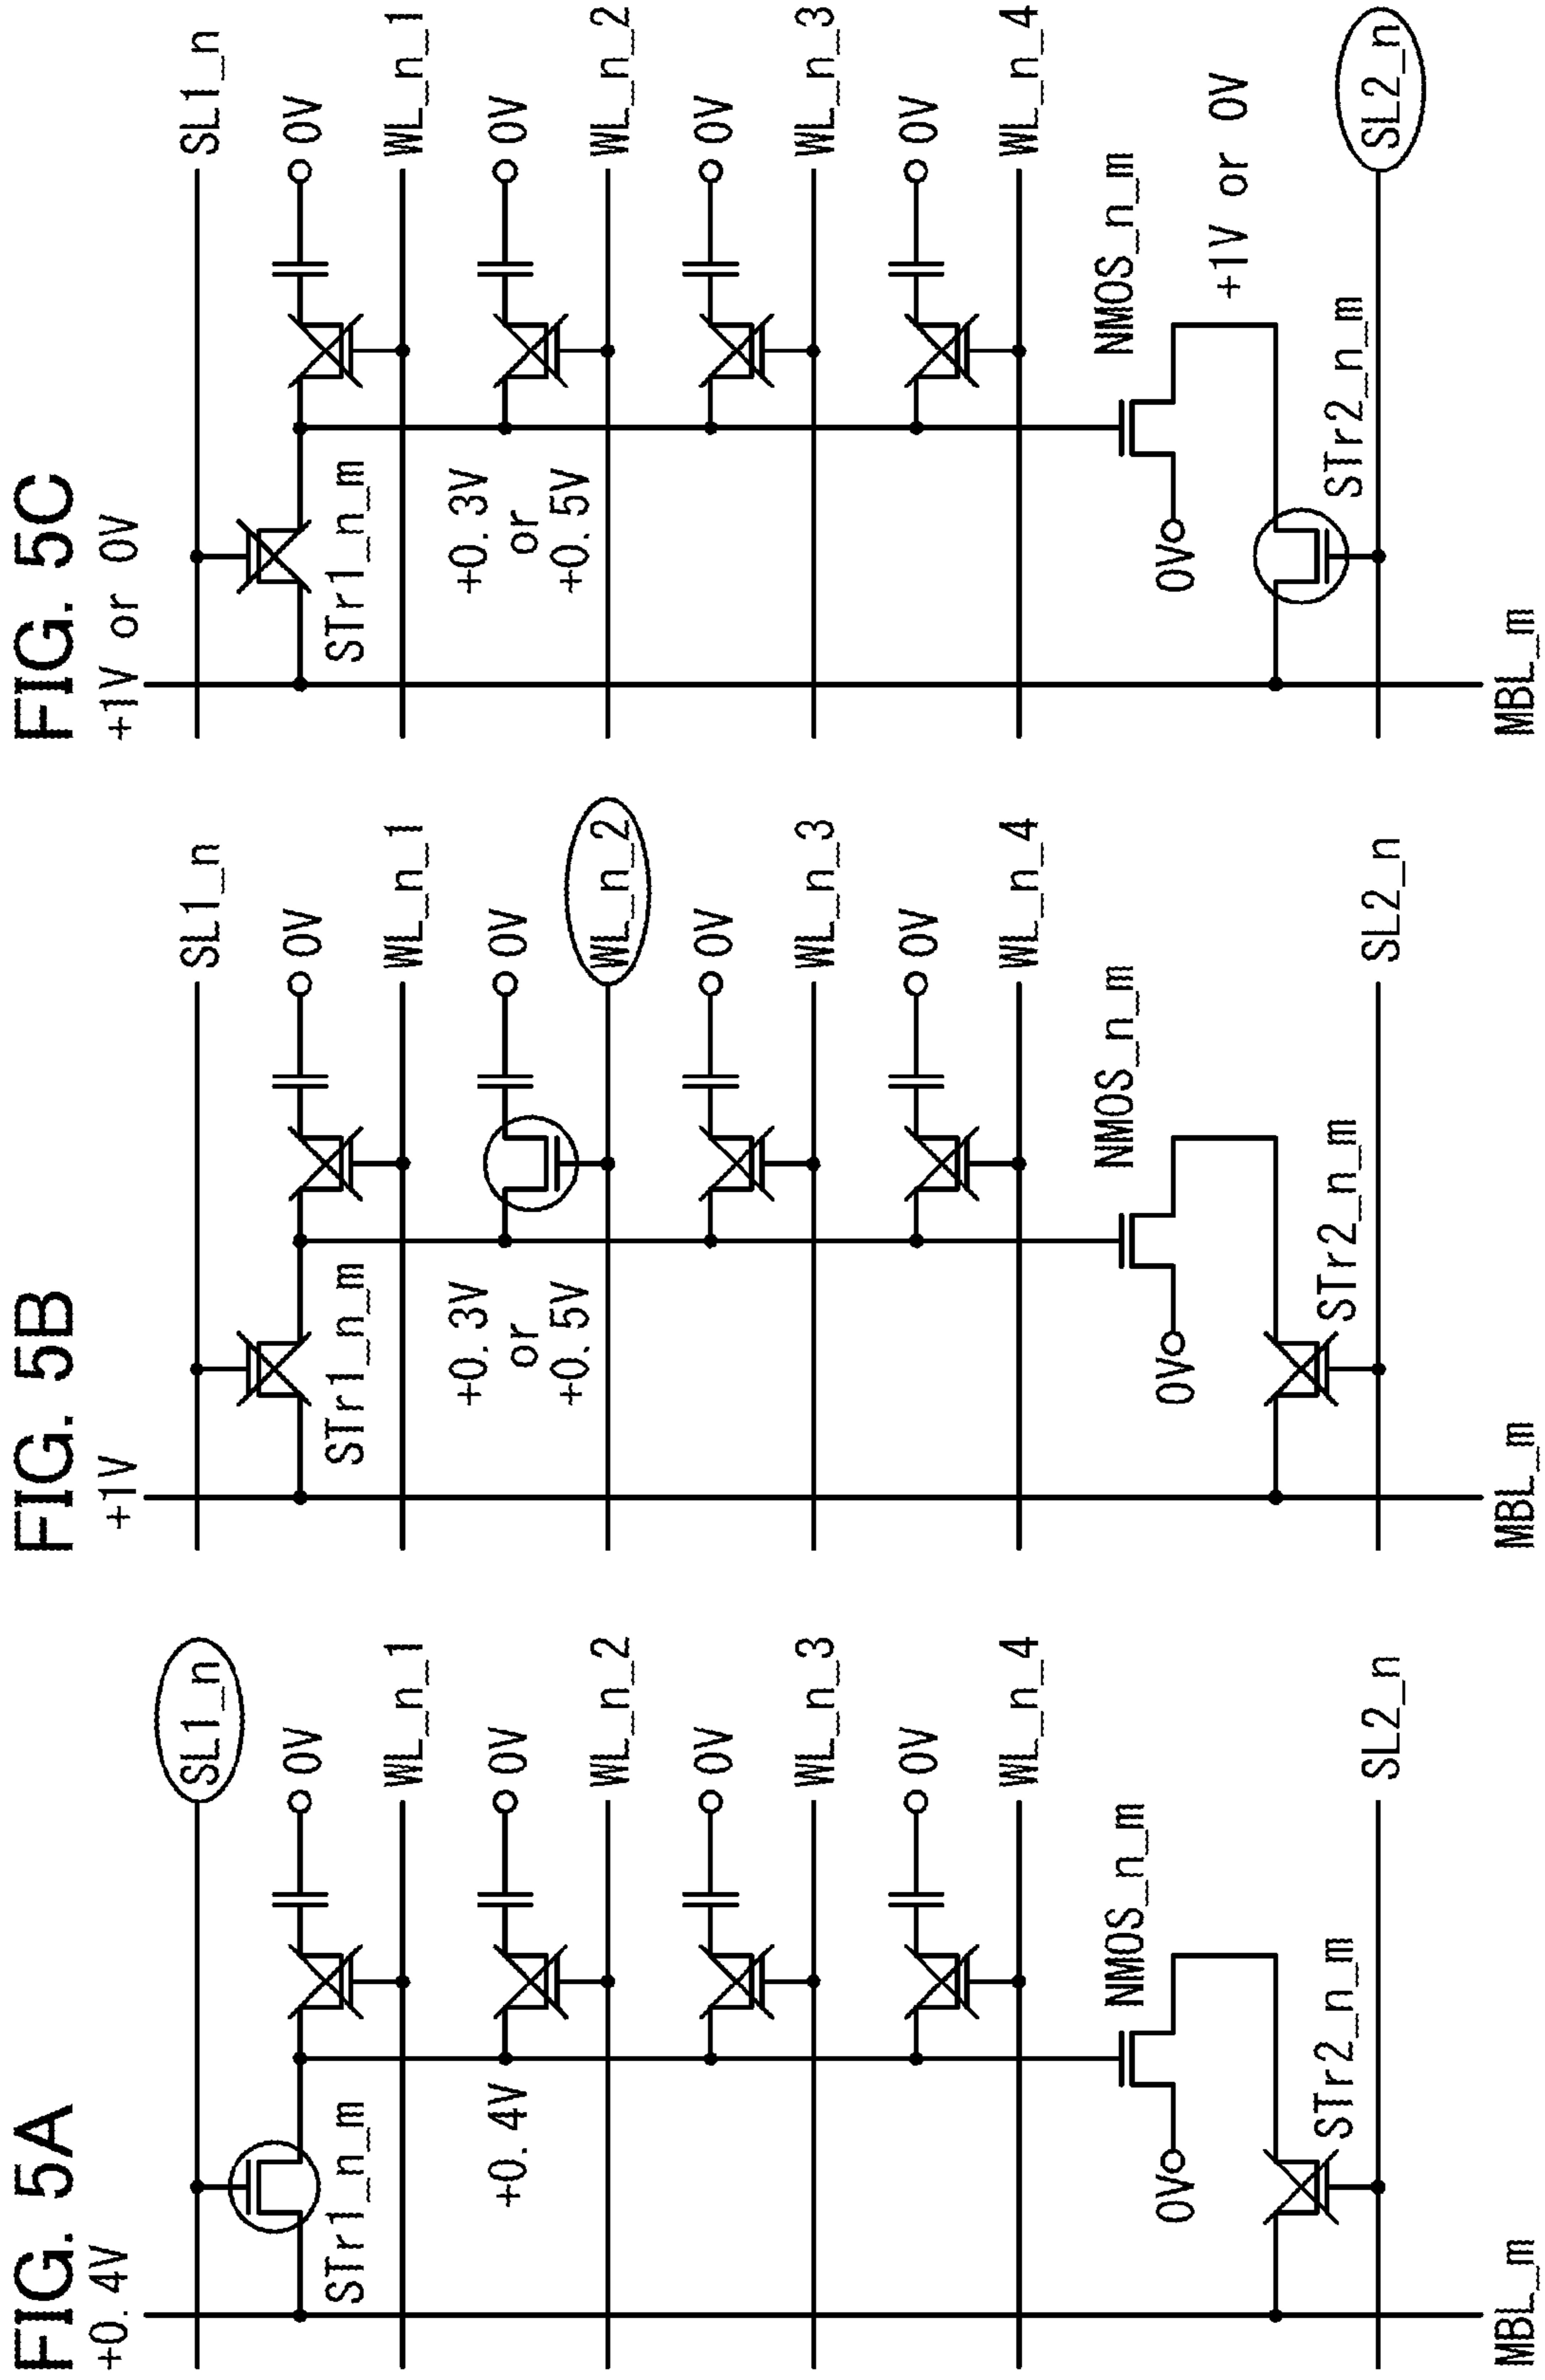 FIG. 5A
+0. 4V
SL1_n
STr1_n_m
0V
WL_n_1
+0. 4V
0V
WL_n_2
0V
WL_n_3
0V
WL_n_4
NMOS_n_m
0V
STr2_n_m
SL2_n
MBL_m
FIG. 5B
+1V
SL1_n
STr1_n_m
0V
WL_n_1
+0. 3V
or
+0. 5V
0V
WL_n_2
0V
WL_n_3
0V
WL_n_4
NMOS_n_m
0V
STr2_n_m
SL2_n
MBL_m
FIG. 5C
+1V or 0V
SL1_n
STr1_n_m
0V
WL_n_1
+0. 3V
or
+0. 5V
0V
WL_n_2
0V
WL_n_3
0V
WL_n_4
NMOS_n_m
0V
+1V or 0V
STr2_n_m
SL2_n
MBL_m